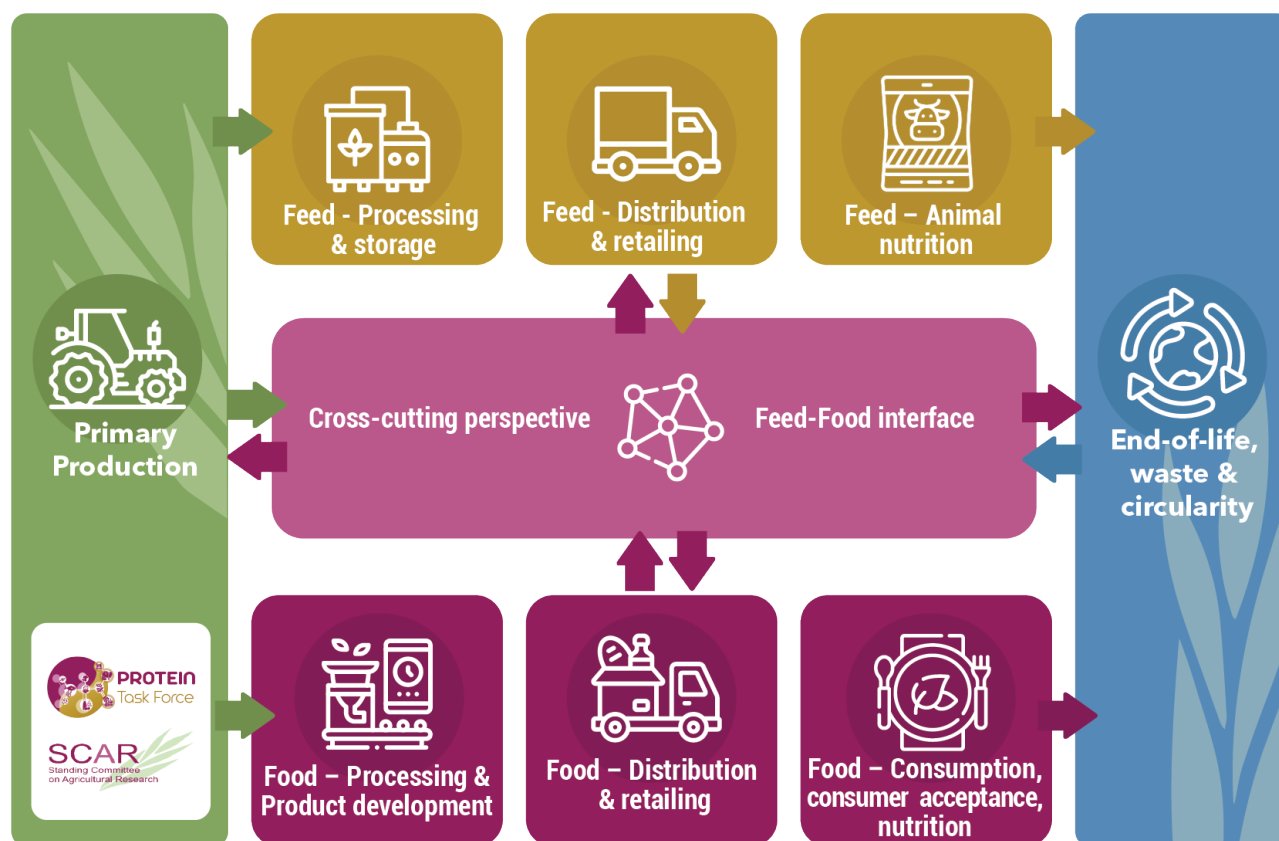 Feed - Processing
& storage
Feed - Distribution
& retailing
Feed – Animal
nutrition
Primary
Production
Cross-cutting perspective
Feed-Food interface
End-of-life,
waste &
circularity
PROTEIN
Task Force
SCAR
Standing Committee
on Agricultural Research
Food – Processing &
Product development
Food – Distribution
& retailing
Food – Consumption,
consumer acceptance,
nutrition